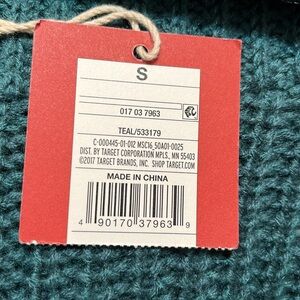 S
017 03 7963
TEAL/533179
C-000445-01-012 MSC16_50A01-0025
DIST. BY TARGET CORPORATION MPLS., MN 55403
©2017 TARGET BRANDS, INC. SHOP TARGET.COM
MADE IN CHINA
4 90170 37963 9